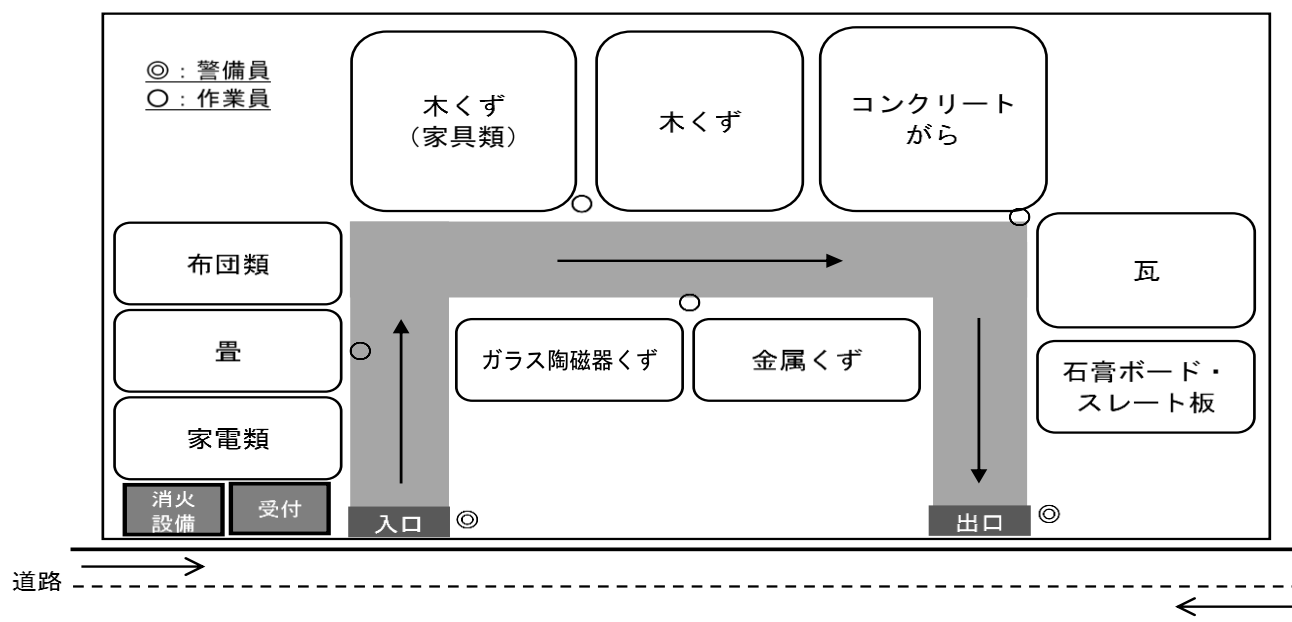 ◎：警備員
○：作業員
木くず
（家具類）
木くず
コンクリート
がら
布団類
畳
家電類
ガラス陶磁器くず
金属くず
瓦
石膏ボード・
スレート板
消火
設備
受付
入口
出口
道路